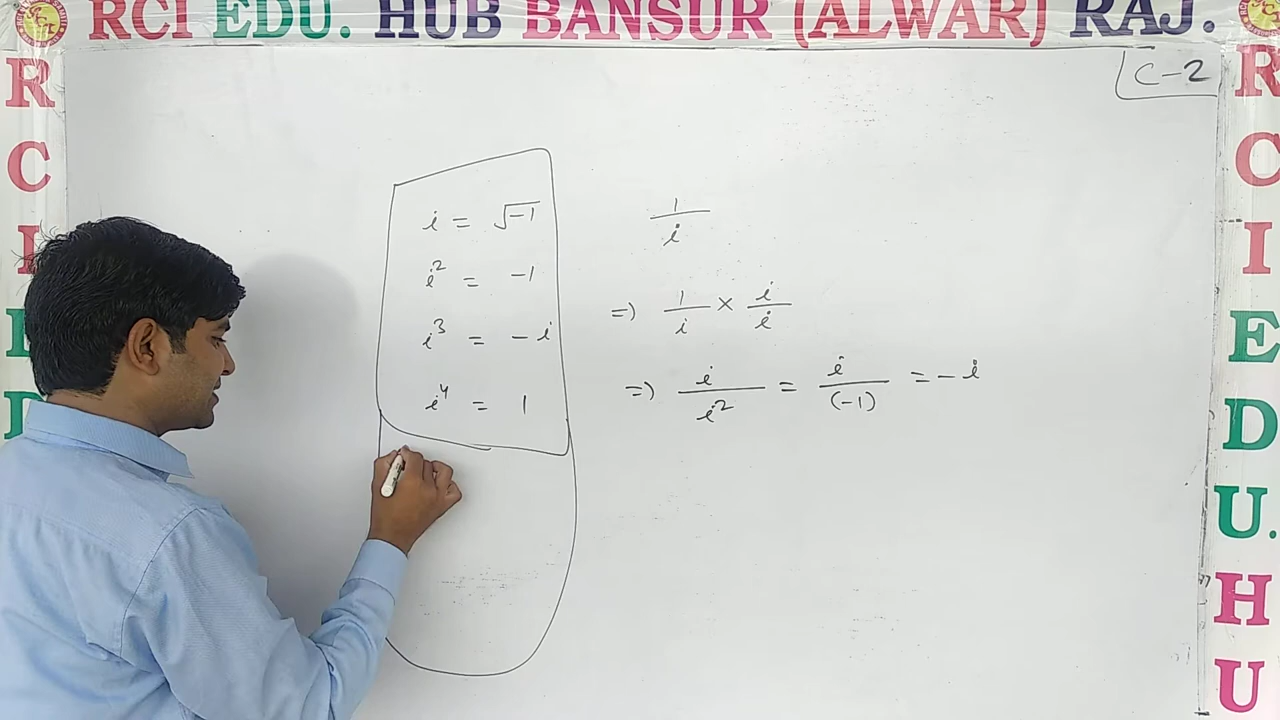 RCI EDU. HUB BANSUR (ALWAR) RAJ.
R
C
I
E
D
C-2
i = √-1
i² = -1
i³ = -i
i⁴ = 1
1/i
=) 1/i × i/i
=) i/i² = i/(-1) = -i
R
C
I
E
D
U.
H
U